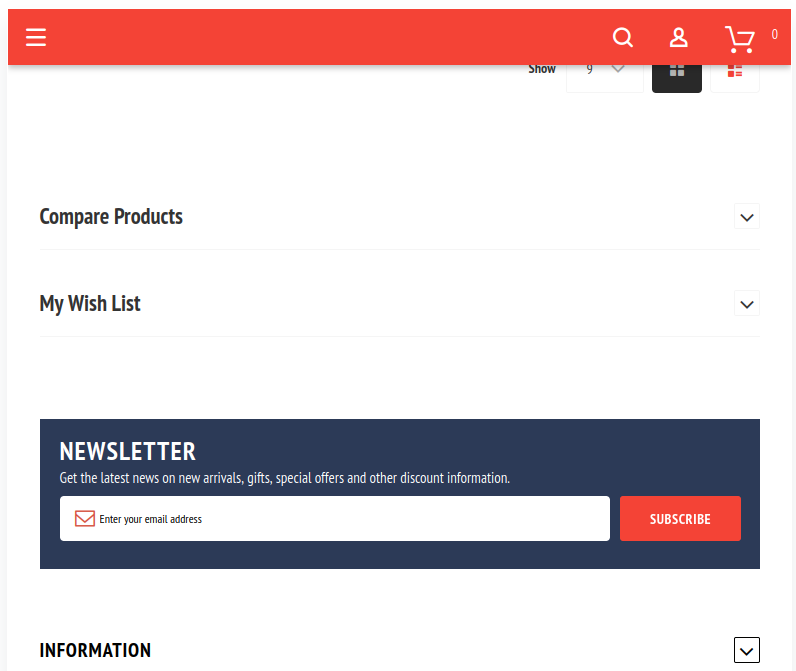 0
Show 9
Compare Products
My Wish List
NEWSLETTER
Get the latest news on new arrivals, gifts, special offers and other discount information.
Enter your email address SUBSCRIBE
INFORMATION